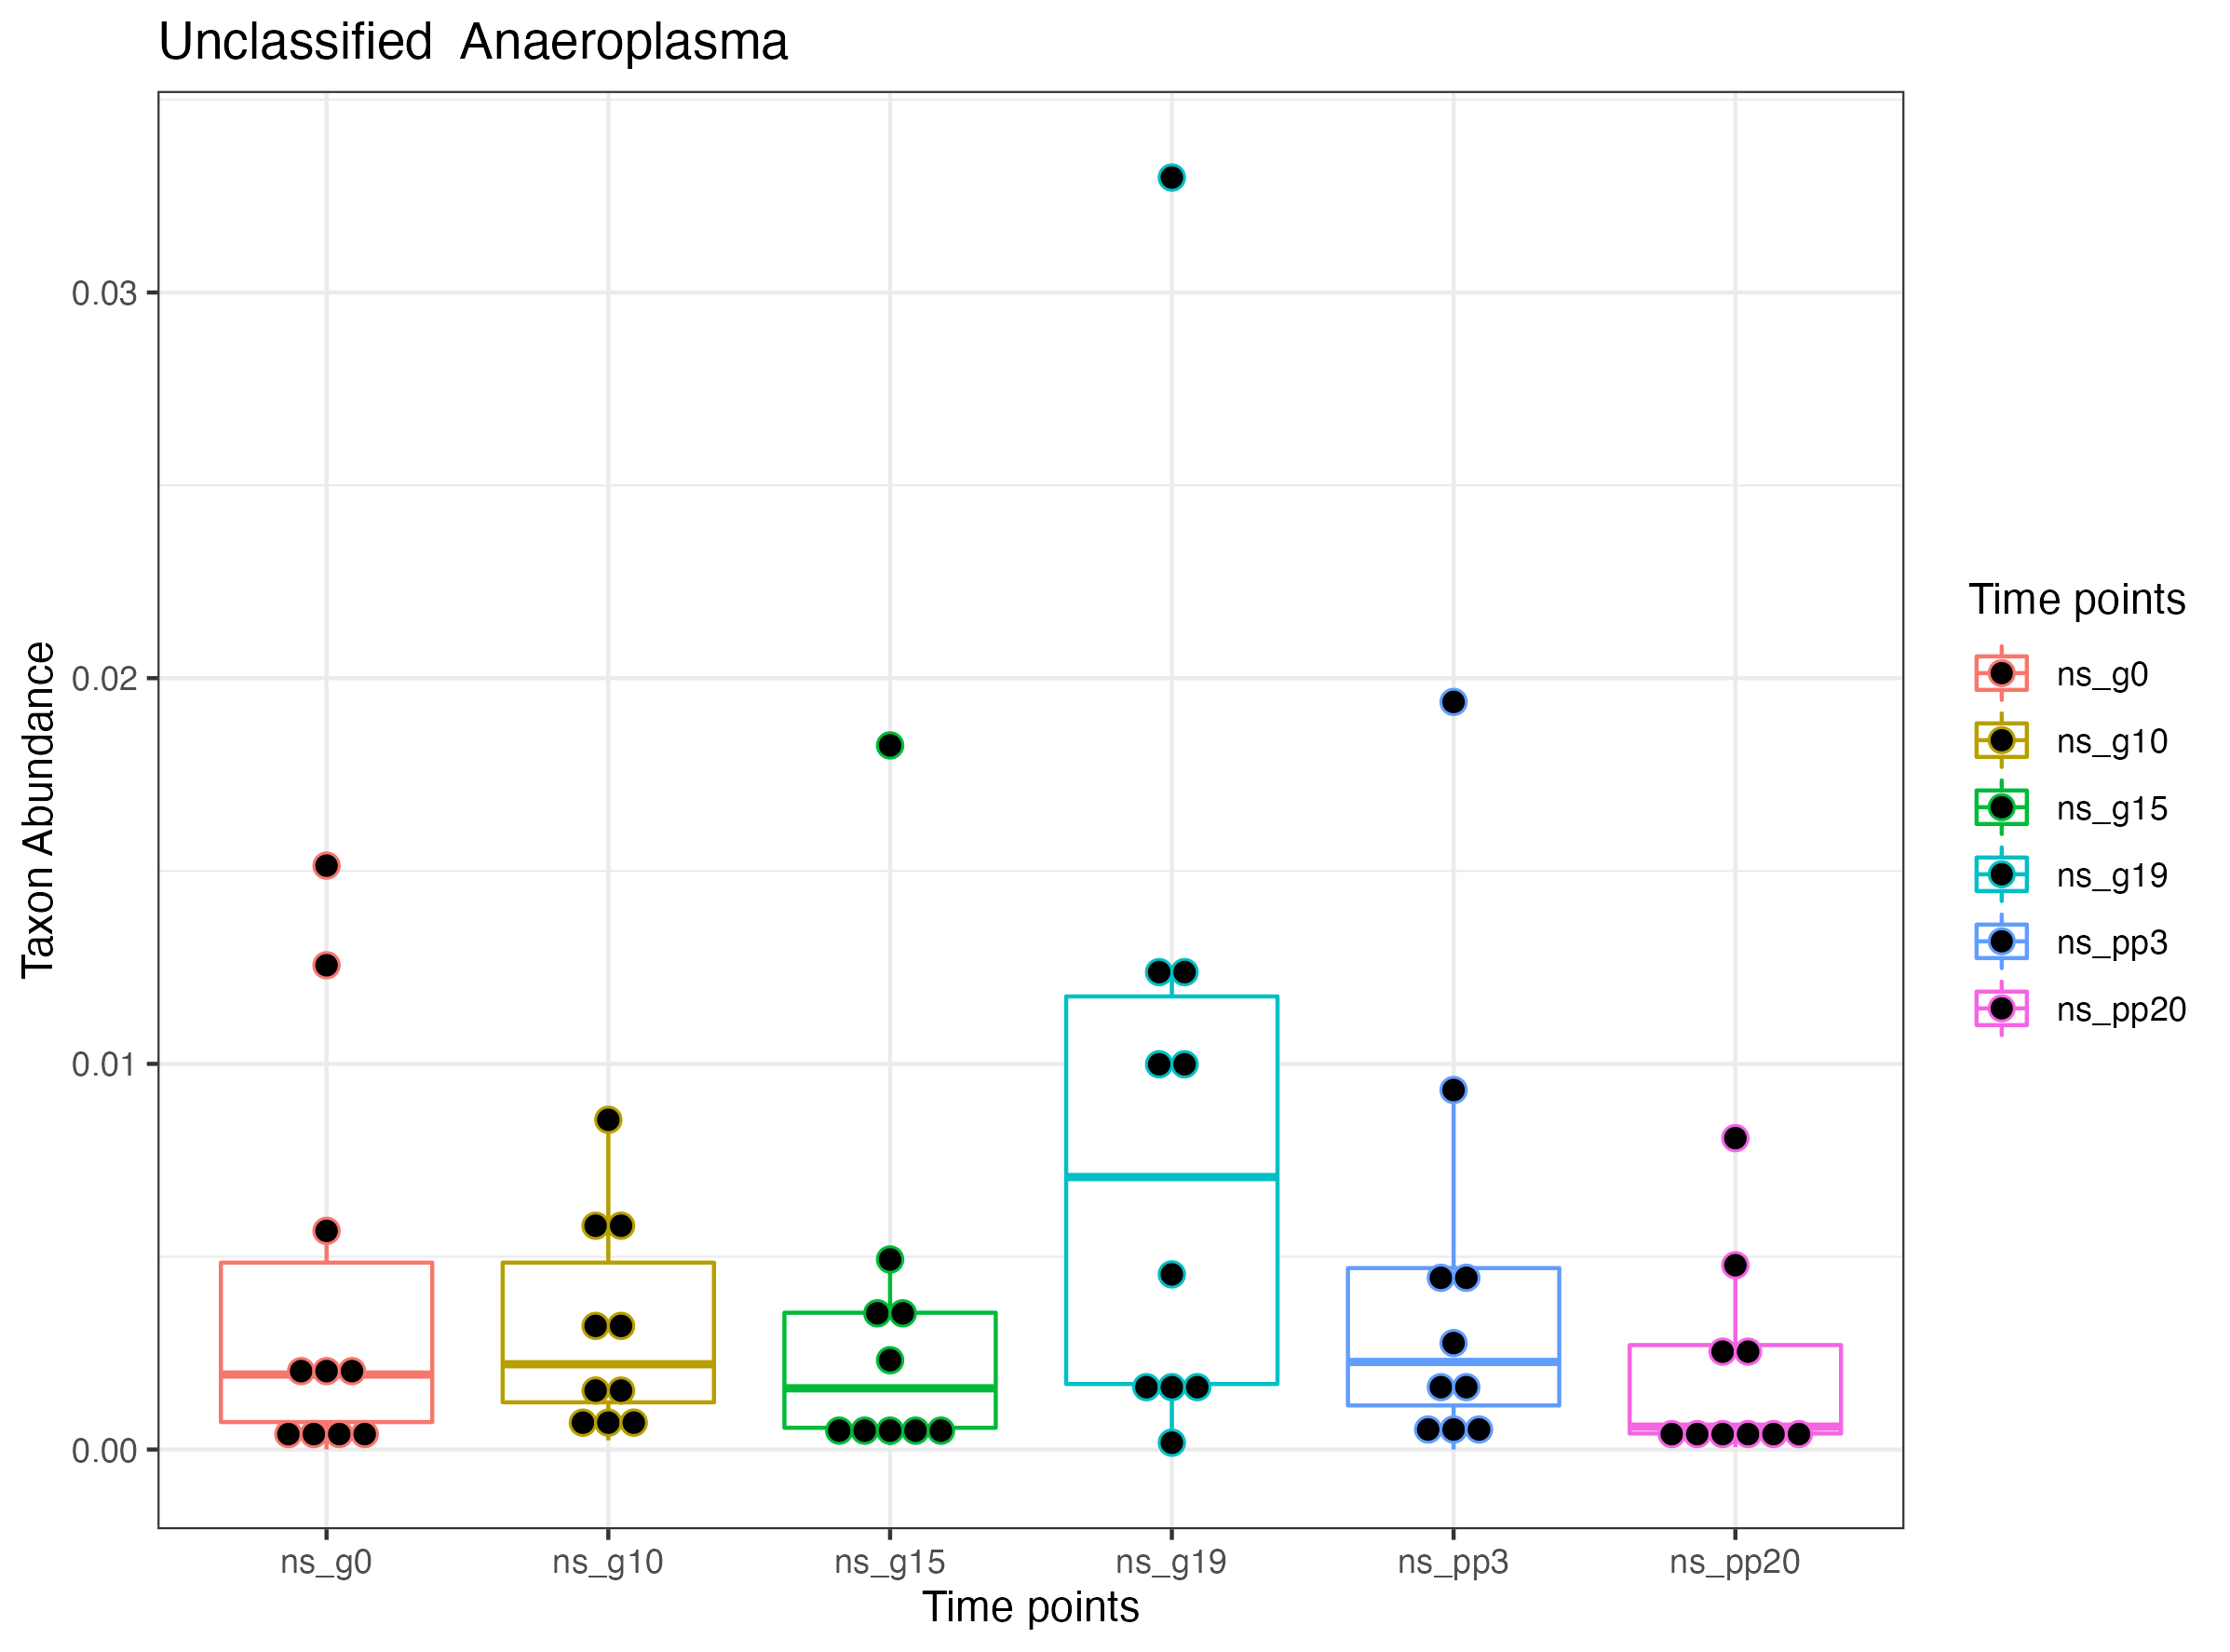 Unclassified  Anaeroplasma
Taxon Abundance
0.03
0.02
0.01
0.00
ns_g0
ns_g10
ns_g15
ns_g19
ns_pp3
ns_pp20
Time points
Time points
ns_g0
ns_g10
ns_g15
ns_g19
ns_pp3
ns_pp20